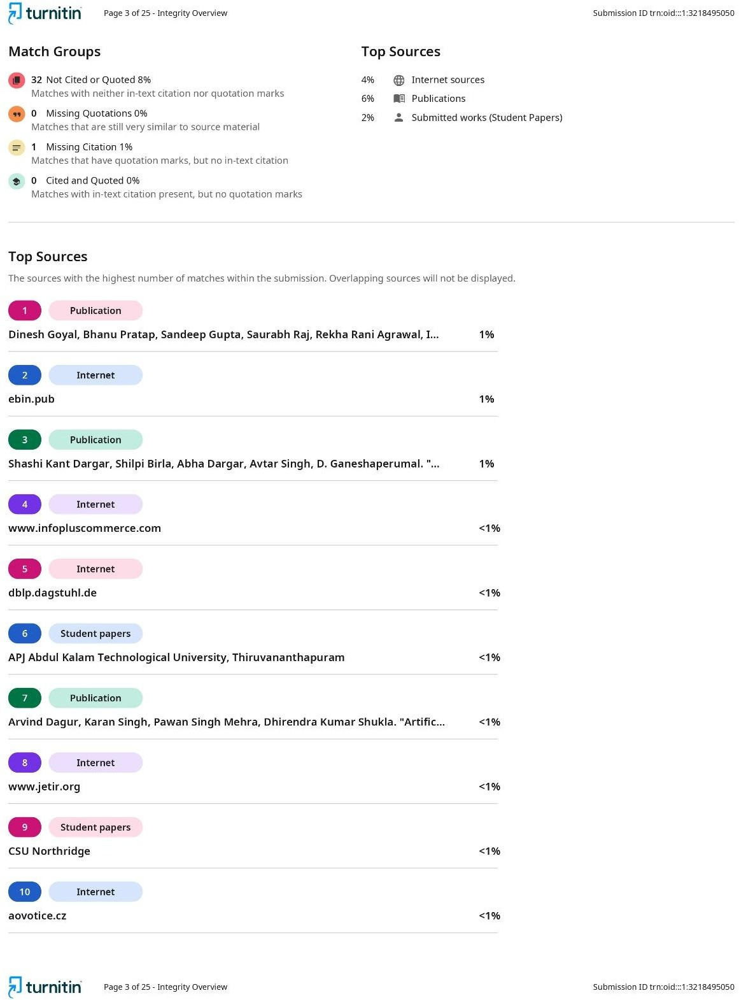 turnitin Page 3 of 25 - Integrity Overview Submission ID trn:oid:::1:3218495050
Match Groups
32 Not Cited or Quoted 8%
Matches with neither in-text citation nor quotation marks
0 Missing Quotations 0%
Matches that are still very similar to source material
1 Missing Citation 1%
Matches that have quotation marks, but no in-text citation
0 Cited and Quoted 0%
Matches with in-text citation present, but no quotation marks
Top Sources
4% Internet sources
6% Publications
2% Submitted works (Student Papers)
Top Sources
The sources with the highest number of matches within the submission. Overlapping sources will not be displayed.
1 Publication
Dinesh Goyal, Bhanu Pratap, Sandeep Gupta, Saurabh Raj, Rekha Rani Agrawal, I... 1%
2 Internet
ebin.pub 1%
3 Publication
Shashi Kant Dargar, Shilpi Birla, Abha Dargar, Avtar Singh, D. Ganeshaperumal. "... 1%
4 Internet
www.infopluscommerce.com <1%
5 Internet
dblp.dagstuhl.de <1%
6 Student papers
APJ Abdul Kalam Technological University, Thiruvananthapuram <1%
7 Publication
Arvind Dagur, Karan Singh, Pawan Singh Mehra, Dhirendra Kumar Shukla. "Artific... <1%
8 Internet
www.jetir.org <1%
9 Student papers
CSU Northridge <1%
10 Internet
aovotice.cz <1%
turnitin Page 3 of 25 - Integrity Overview Submission ID trn:oid:::1:3218495050